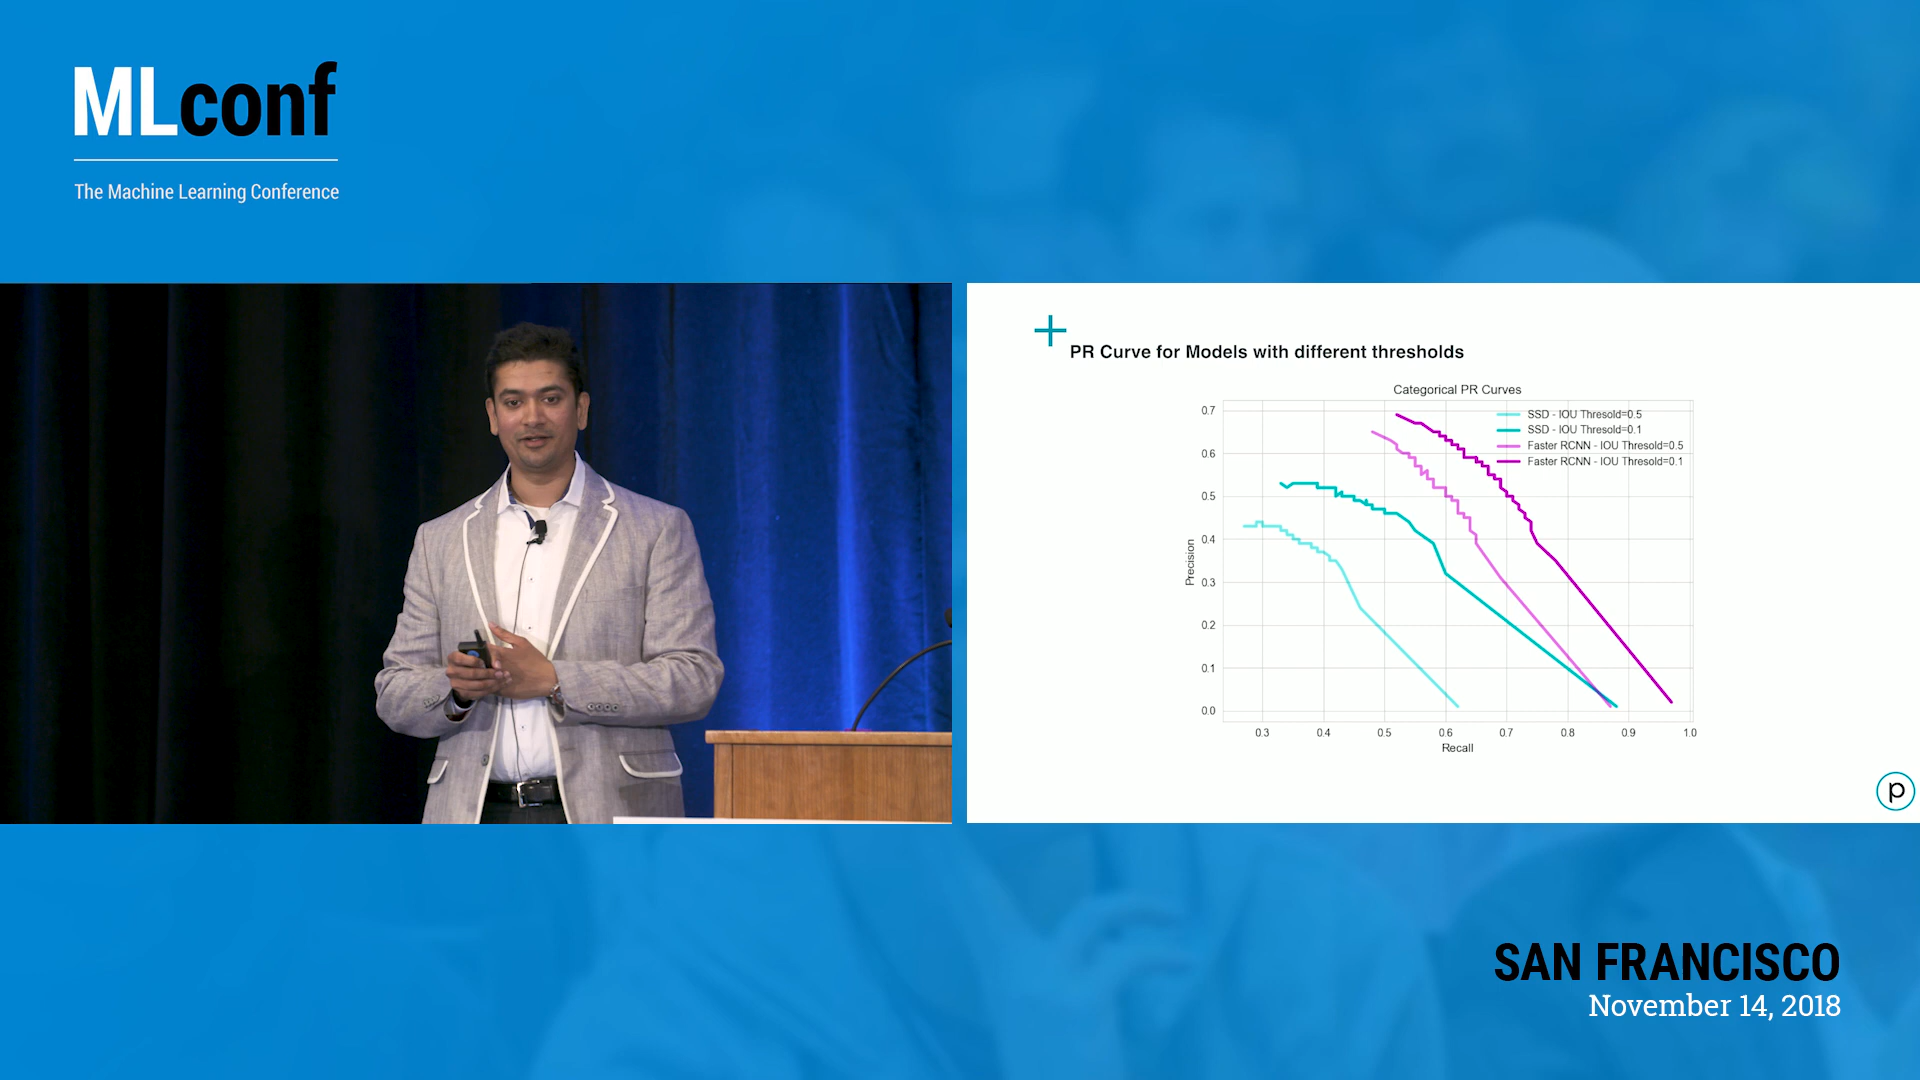 MLconf
The Machine Learning Conference
PR Curve for Models with different thresholds
Categorical PR Curves
SSD - IOU Thresold=0.5
SSD - IOU Thresold=0.1
Faster RCNN - IOU Thresold=0.5
Faster RCNN - IOU Thresold=0.1
Precision
0.7
0.6
0.5
0.4
0.3
0.2
0.1
0.0
0.3 0.4 0.5 0.6 0.7 0.8 0.9 1.0
Recall
p
SAN FRANCISCO
November 14, 2018